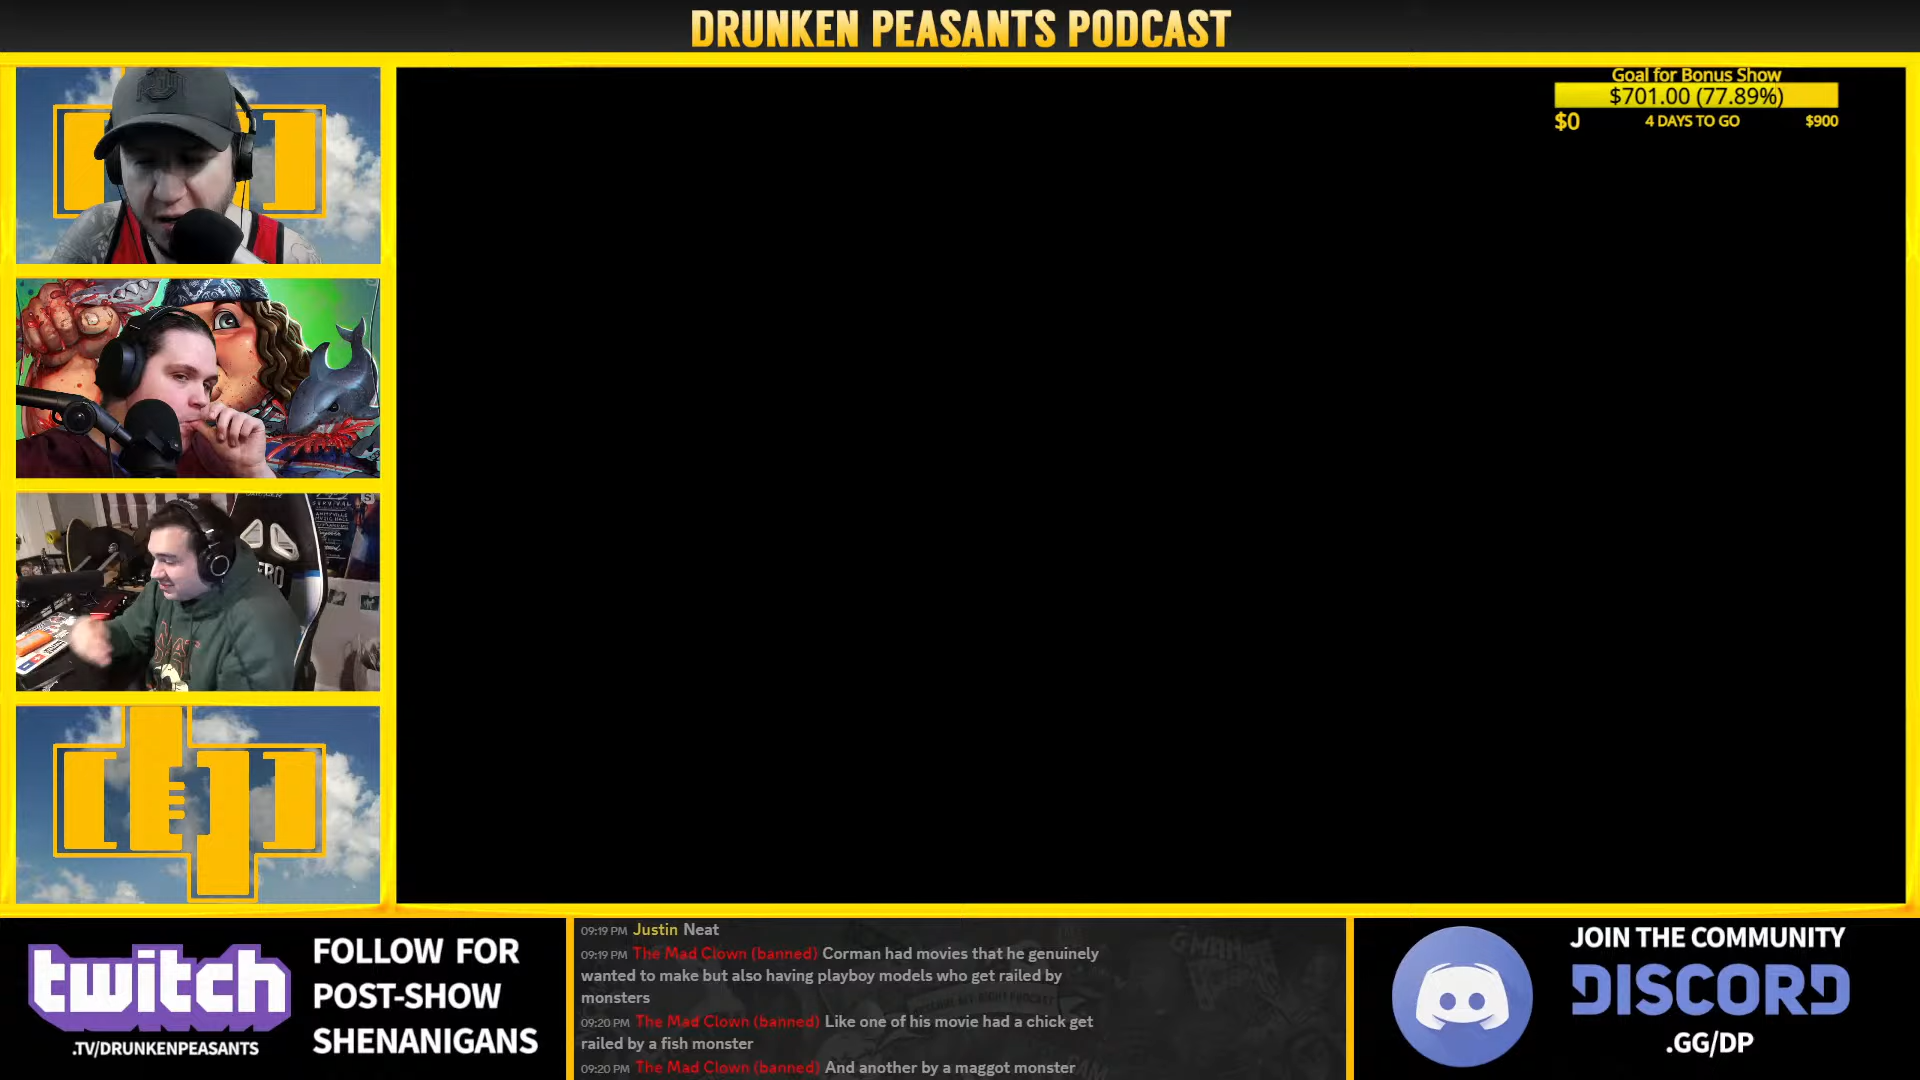 DRUNKEN PEASANTS PODCAST
Goal for Bonus Show
$701.00 (77.89%)
$0 4 DAYS TO GO $900
09:19 PM Justin Neat
09:19 PM The Mad Clown (banned) Corman had movies that he genuinely
wanted to make but also having playboy models who get railed by
monsters
09:20 PM The Mad Clown (banned) Like one of his movie had a chick get
railed by a fish monster
09:20 PM The Mad Clown (banned) And another by a maggot monster
twitch
.TV/DRUNKENPEASANTS
FOLLOW FOR
POST-SHOW
SHENANIGANS
JOIN THE COMMUNITY
DISCORD
.GG/DP